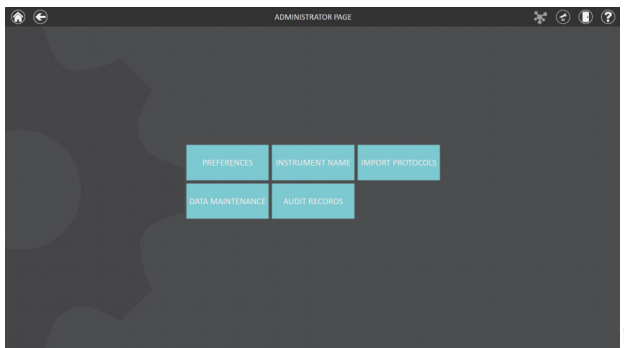 ADMINISTRATOR PAGE
?
PREFERENCES
INSTRUMENT NAME
IMPORT PROTOCOLS
DATA MAINTENANCE
AUDIT RECORDS